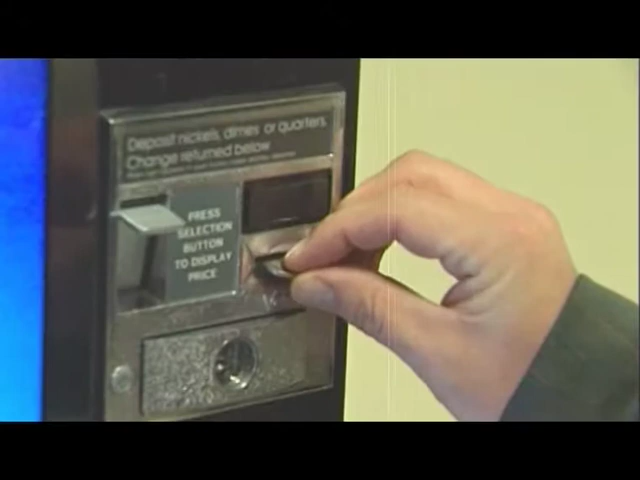 Deposit nickels, dimes or quarters.
Change returned below
PRESS
SELECTION
BUTTON
TO DISPLAY
PRICE